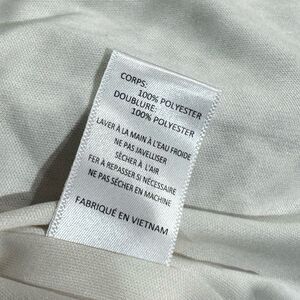 CORPS:
100% POLYESTER
DOUBLURE:
100% POLYESTER
LAVER À LA MAIN À L'EAU FROIDE
NE PAS JAVELLISER
SÉCHER À L'AIR
FER À REPASSER SI NÉCESSAIRE
NE PAS SÉCHER EN MACHINE
FABRIQUÉ EN VIETNAM